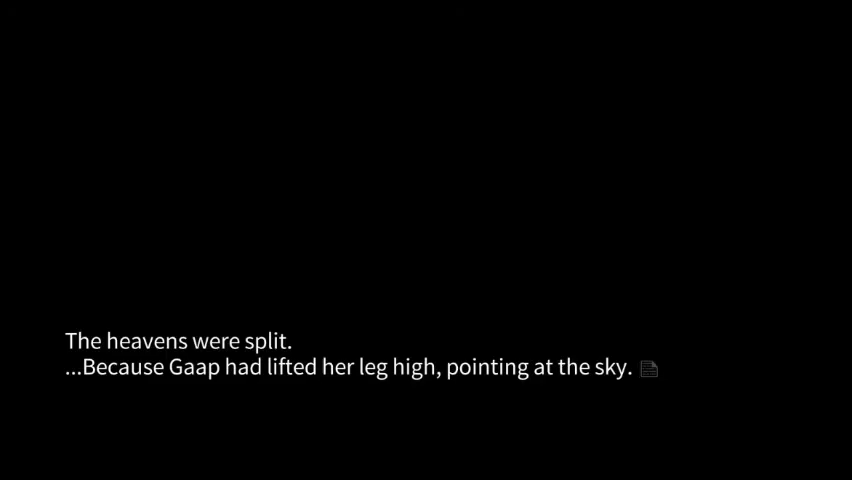 The heavens were split.
...Because Gaap had lifted her leg high, pointing at the sky.